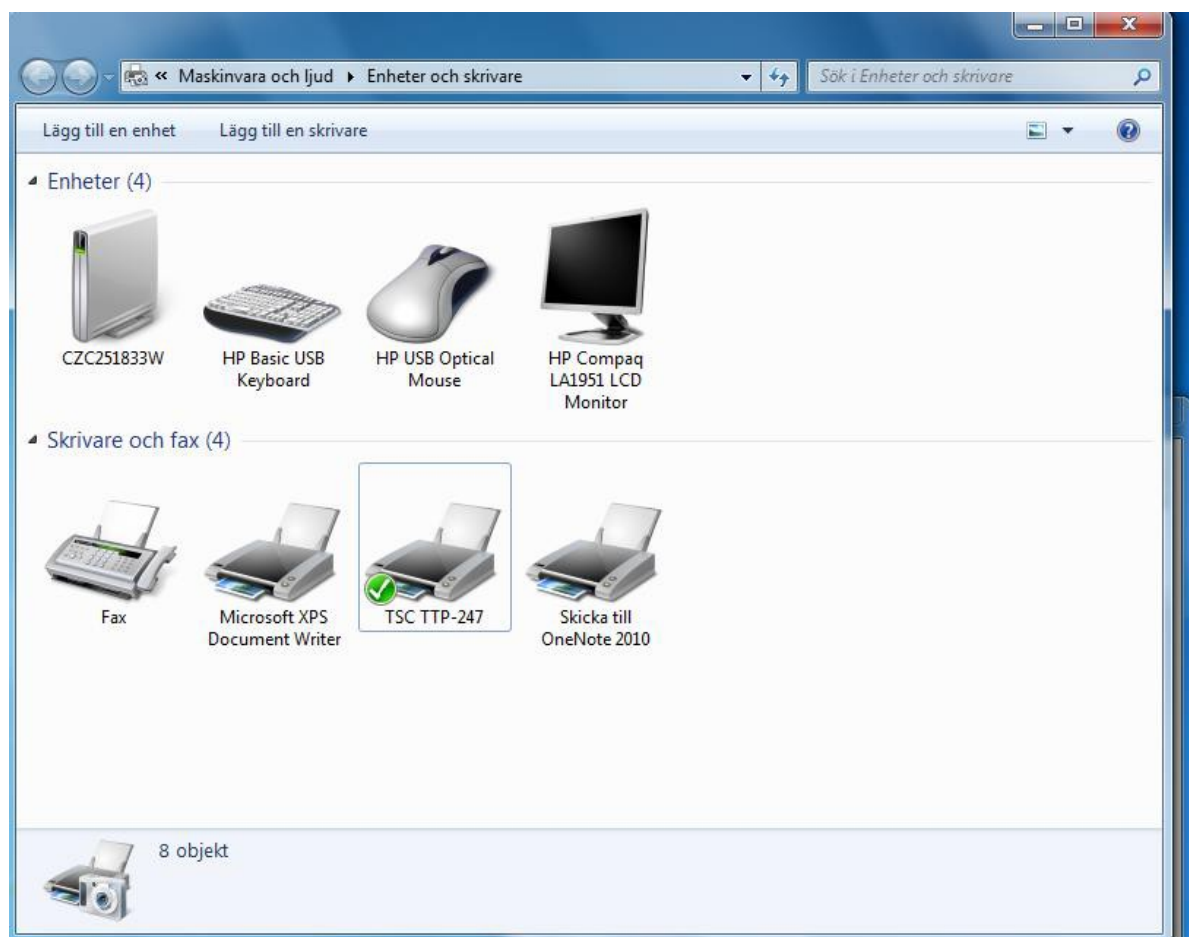 « Maskinvara och ljud ▸ Enheter och skrivare
Sök i Enheter och skrivare
Lägg till en enhet Lägg till en skrivare
Enheter (4)
CZC251833W
HP Basic USB
Keyboard
HP USB Optical
Mouse
HP Compaq
LA1951 LCD
Monitor
Skrivare och fax (4)
Fax
Microsoft XPS
Document Writer
TSC TTP-247
Skicka till
OneNote 2010
8 objekt